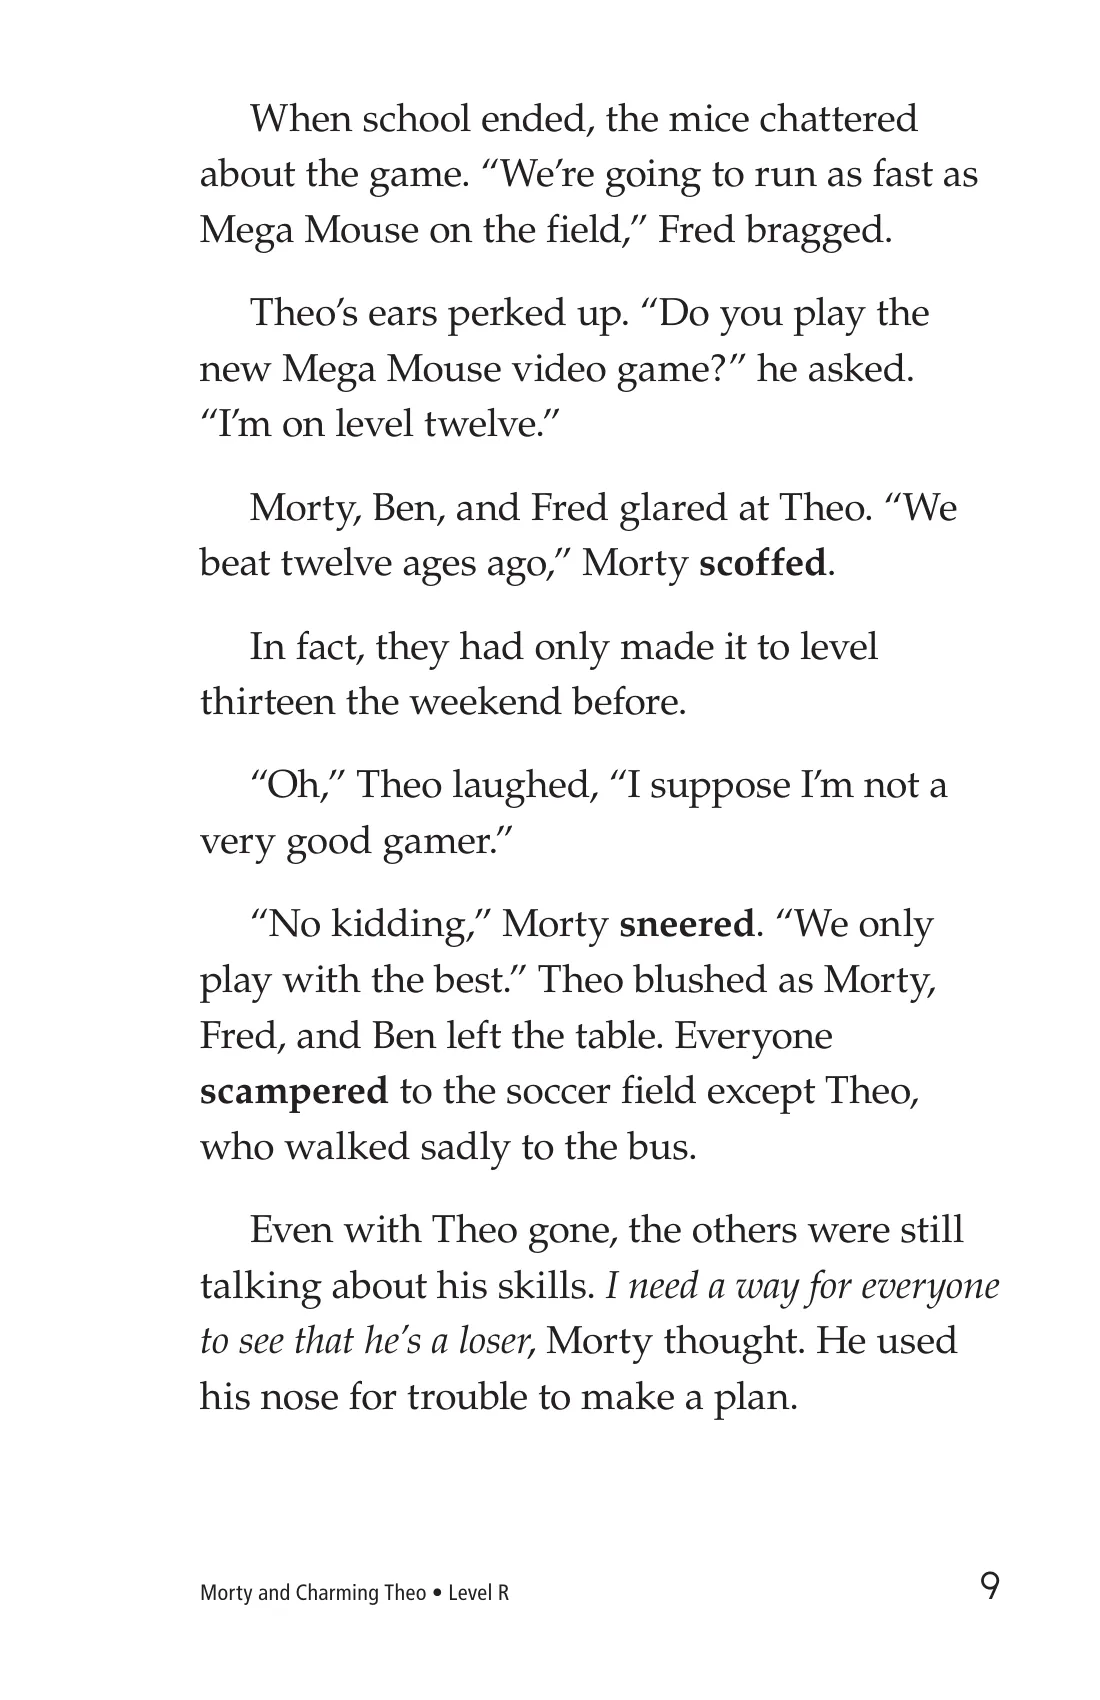 When school ended, the mice chattered
about the game. “We’re going to run as fast as
Mega Mouse on the field,” Fred bragged.
Theo’s ears perked up. “Do you play the
new Mega Mouse video game?” he asked.
“I’m on level twelve.”
Morty, Ben, and Fred glared at Theo. “We
beat twelve ages ago,” Morty scoffed.
In fact, they had only made it to level
thirteen the weekend before.
“Oh,” Theo laughed, “I suppose I’m not a
very good gamer.”
“No kidding,” Morty sneered. “We only
play with the best.” Theo blushed as Morty,
Fred, and Ben left the table. Everyone
scampered to the soccer field except Theo,
who walked sadly to the bus.
Even with Theo gone, the others were still
talking about his skills. I need a way for everyone
to see that he’s a loser, Morty thought. He used
his nose for trouble to make a plan.
Morty and Charming Theo • Level R
9